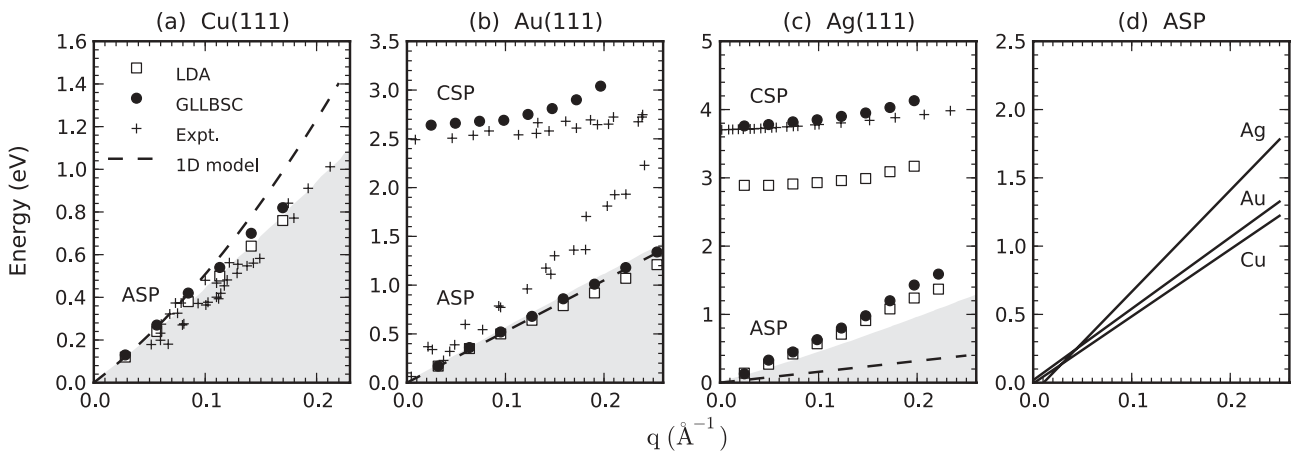 (a) Cu(111)
1.6
1.4
1.2
1.0
0.8
0.6
0.4
0.2
0.0
0.0
0.1
0.2
LDA
GLLBSC
Expt.
1D model
ASP
Energy (eV)
(b) Au(111)
3.5
3.0
2.5
2.0
1.5
1.0
0.5
0.0
0.0
0.1
0.2
CSP
ASP
(c) Ag(111)
5
4
3
2
1
0
0.0
0.1
0.2
CSP
ASP
(d) ASP
2.5
2.0
1.5
1.0
0.5
0.0
0.0
0.1
0.2
Ag
Au
Cu
q (Å⁻¹)